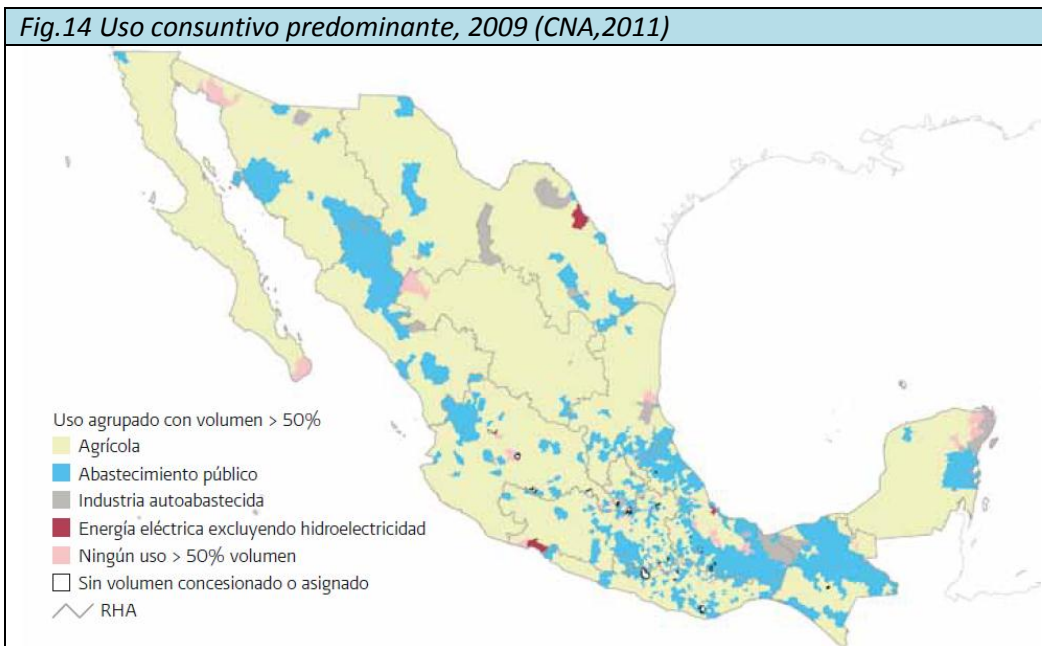 Fig.14 Uso consuntivo predominante, 2009 (CNA,2011)
Uso agrupado con volumen > 50%
Agrícola
Abastecimiento público
Industria autoabastecida
Energía eléctrica excluyendo hidroelectricidad
Ningún uso > 50% volumen
Sin volumen concesionado o asignado
RHA